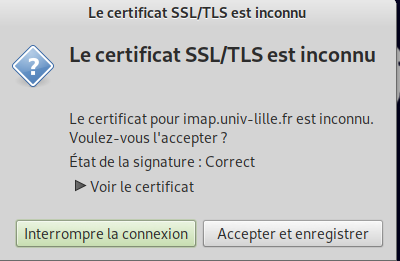 Le certificat SSL/TLS est inconnu
Le certificat SSL/TLS est inconnu
Le certificat pour imap.univ-lille.fr est inconnu.
Voulez-vous l'accepter ?
État de la signature : Correct
Voir le certificat
Interrompre la connexion
Accepter et enregistrer